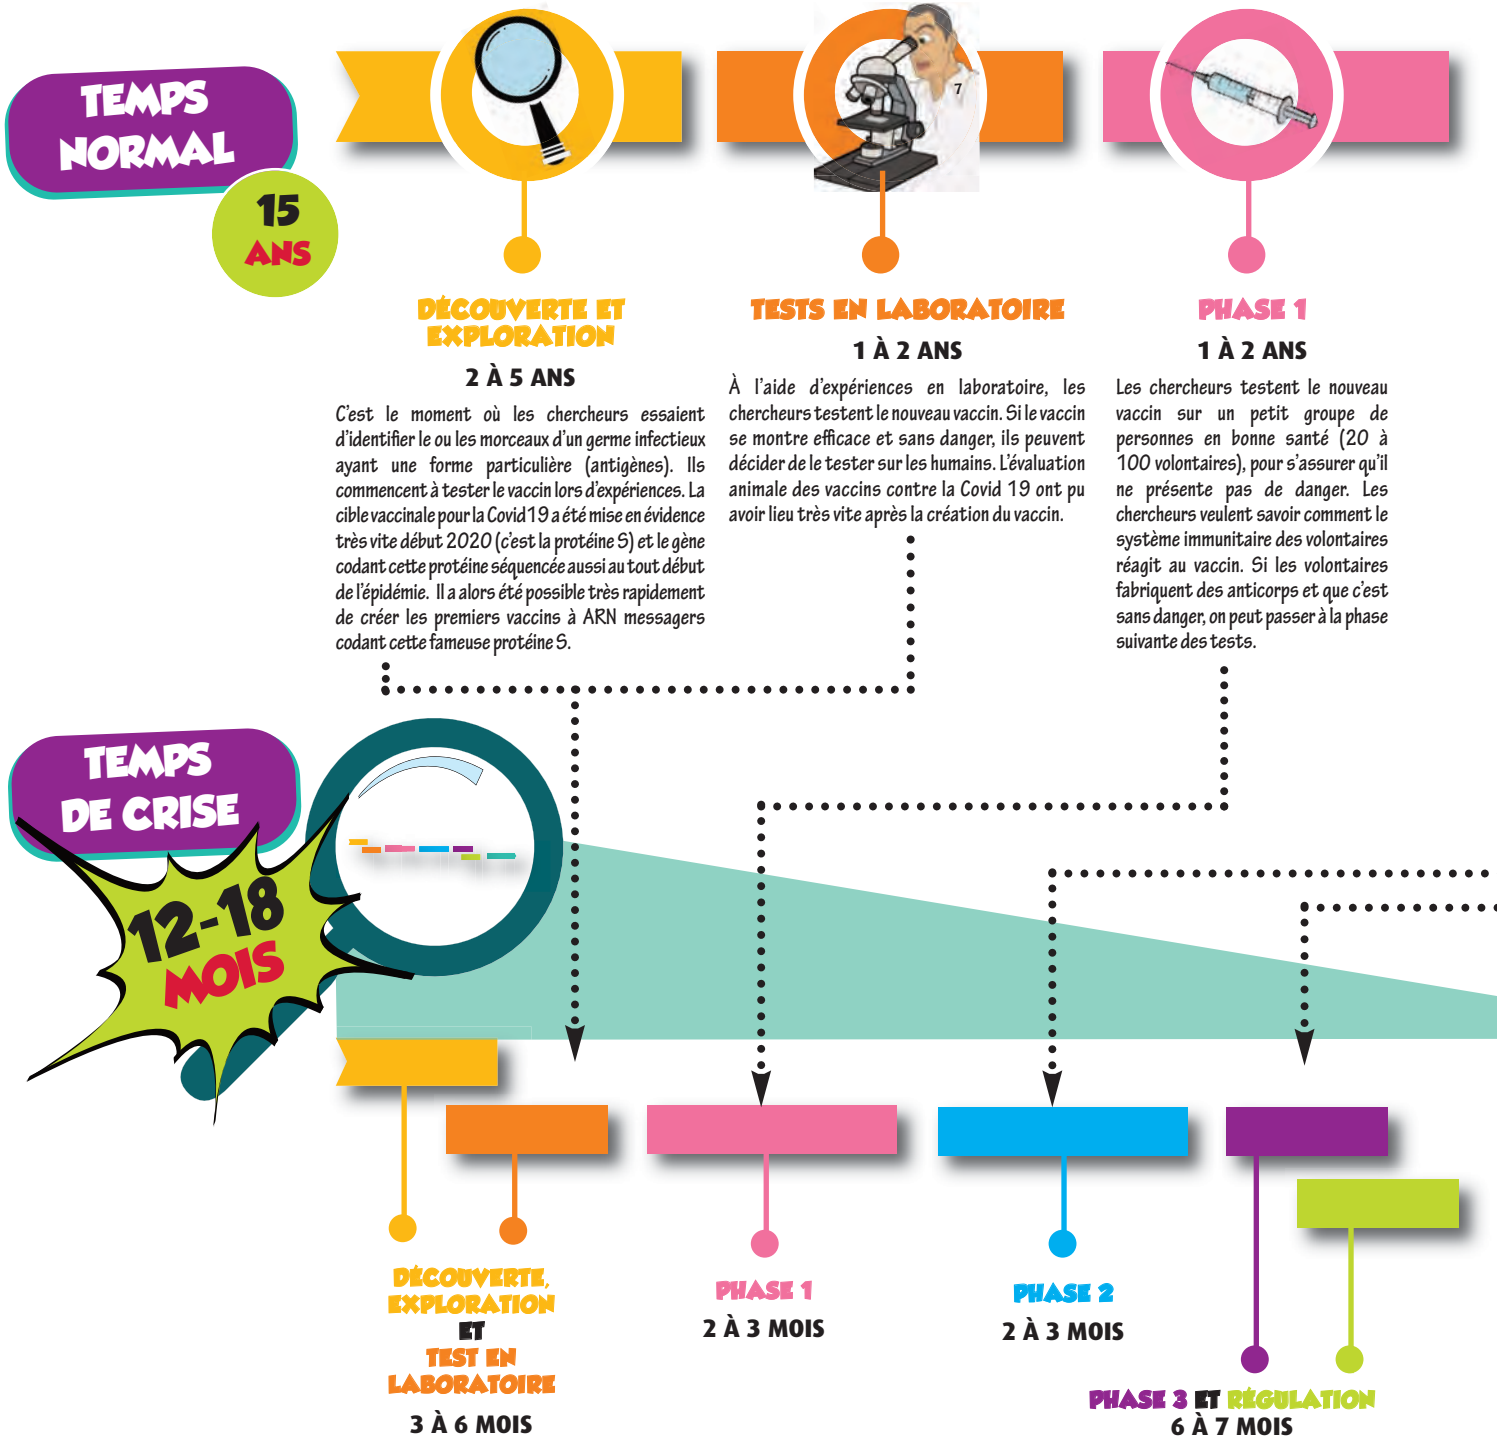 TEMPS
NORMAL
15
ANS
7
DÉCOUVERTE ET
EXPLORATION
2 À 5 ANS
C'est le moment où les chercheurs essaient
d'identifier le ou les morceaux d'un germe infectieux
ayant une forme particulière (antigènes). Ils
commencent à tester le vaccin lors d'expériences. La
cible vaccinale pour la Covid19 a été mise en évidence
très vite début 2020 (c'est la protéine S) et le gène
codant cette protéine séquencée aussi au tout début
de l'épidémie. Il a alors été possible très rapidement
de créer les premiers vaccins à ARN messagers
codant cette fameuse protéine S.
TESTS EN LABORATOIRE
1 À 2 ANS
À l'aide d'expériences en laboratoire, les
chercheurs testent le nouveau vaccin. Si le vaccin
se montre efficace et sans danger, ils peuvent
décider de le tester sur les humains. L'évaluation
animale des vaccins contre la Covid 19 ont pu
avoir lieu très vite après la création du vaccin.
PHASE 1
1 À 2 ANS
Les chercheurs testent le nouveau
vaccin sur un petit groupe de
personnes en bonne santé (20 à
100 volontaires), pour s'assurer qu'il
ne présente pas de danger. Les
chercheurs veulent savoir comment le
système immunitaire des volontaires
réagit au vaccin. Si les volontaires
fabriquent des anticorps et que c'est
sans danger, on peut passer à la phase
suivante des tests.
TEMPS
DE CRISE
12-18
MOIS
DÉCOUVERTE,
EXPLORATION
ET
TEST EN
LABORATOIRE
3 À 6 MOIS
PHASE 1
2 À 3 MOIS
PHASE 2
2 À 3 MOIS
PHASE 3 ET RÉGULATION
6 À 7 MOIS